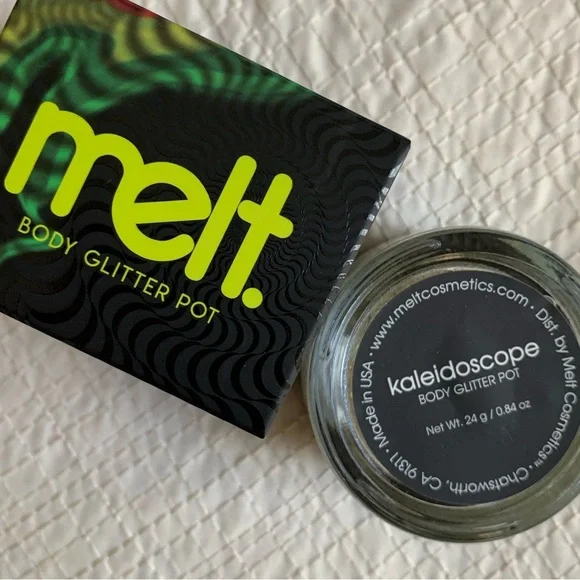 melt.
BODY GLITTER POT
kaleidoscope
BODY GLITTER POT
Net Wt. 24 g / 0.84 oz
• www.meltcosmetics.com • Dist. by Melt Cosmetics™ • Chatsworth, CA 91311 • Made in USA